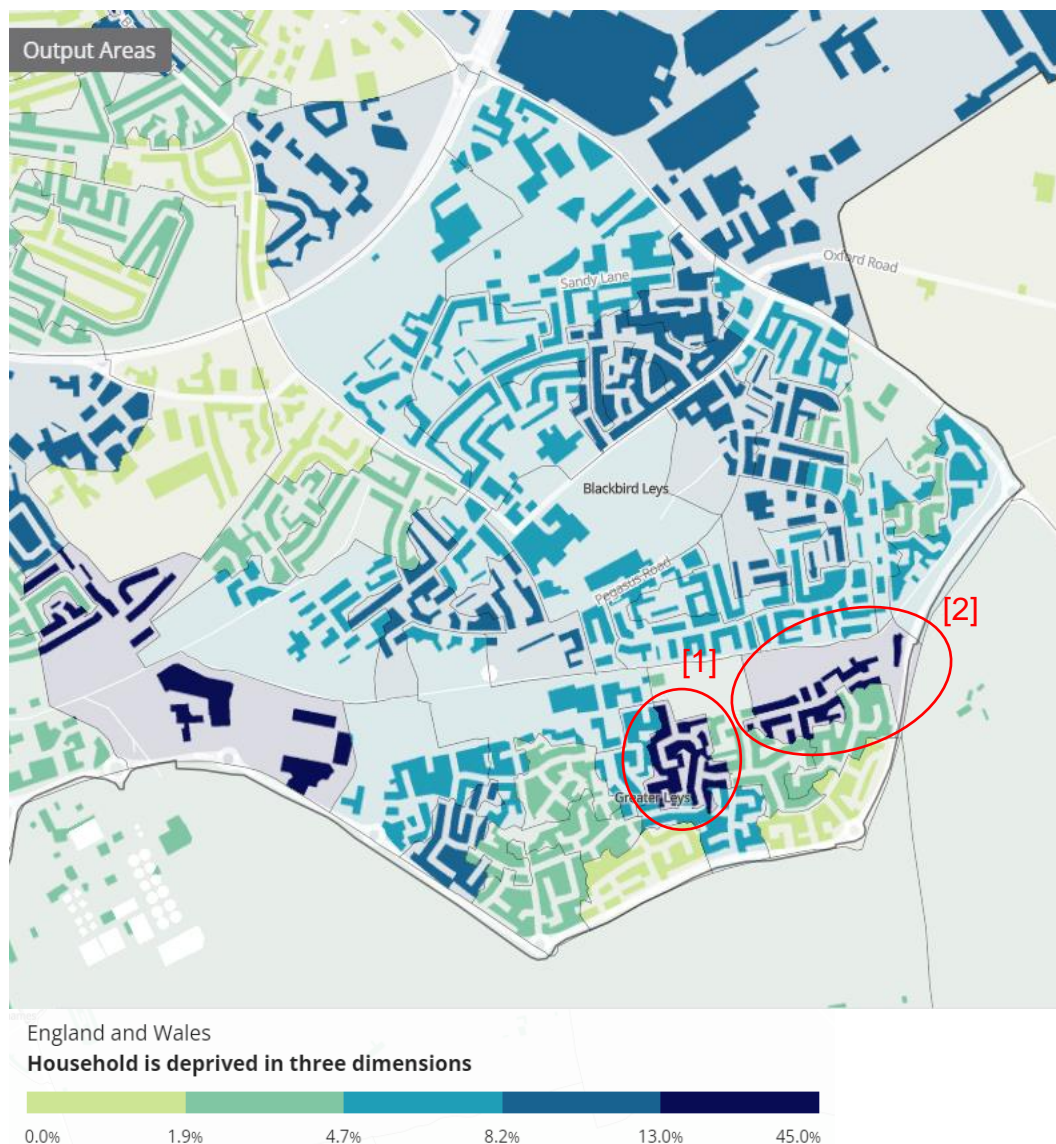 Output Areas
Sandy Lane
Oxford Road
Blackbird Leys
Pegasus Road
[1]
[2]
Greater Leys
England and Wales
Household is deprived in three dimensions
0.0% 1.9% 4.7% 8.2% 13.0% 45.0%